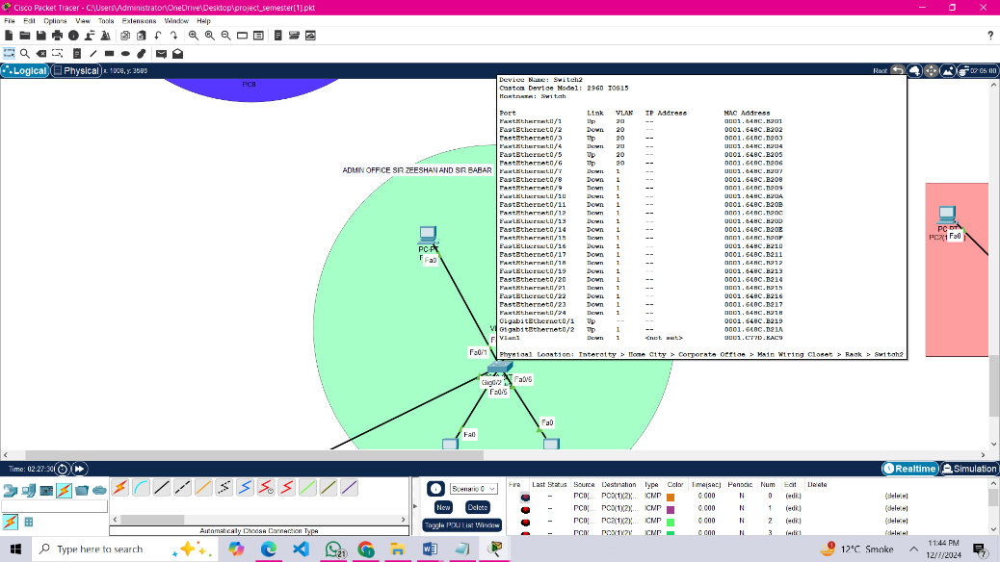 Cisco Packet Tracer - C:\Users\Administrator\OneDrive\Desktop\project_semester[1].pkt
File Edit Options View Tools Extensions Window Help
?
Logical Physical x: 1008, y: 3586 Root 02:05:00
PC8
ADMIN OFFICE SIR ZEESHAN AND SIR BABAR
Device Name: Switch2
Custom Device Model: 2960 IOS15
Hostname: Switch
Port Link VLAN IP Address MAC Address
FastEthernet0/1 Up 20 -- 0001.648C.B201
FastEthernet0/2 Down 20 -- 0001.648C.B202
FastEthernet0/3 Up 20 -- 0001.648C.B203
FastEthernet0/4 Down 20 -- 0001.648C.B204
FastEthernet0/5 Up 20 -- 0001.648C.B205
FastEthernet0/6 Up 20 -- 0001.648C.B206
FastEthernet0/7 Down 1 -- 0001.648C.B207
FastEthernet0/8 Down 1 -- 0001.648C.B208
FastEthernet0/9 Down 1 -- 0001.648C.B209
FastEthernet0/10 Down 1 -- 0001.648C.B20A
FastEthernet0/11 Down 1 -- 0001.648C.B20B
FastEthernet0/12 Down 1 -- 0001.648C.B20C
FastEthernet0/13 Down 1 -- 0001.648C.B20D
FastEthernet0/14 Down 1 -- 0001.648C.B20E
FastEthernet0/15 Down 1 -- 0001.648C.B20F
FastEthernet0/16 Down 1 -- 0001.648C.B210
FastEthernet0/17 Down 1 -- 0001.648C.B211
FastEthernet0/18 Down 1 -- 0001.648C.B212
FastEthernet0/19 Down 1 -- 0001.648C.B213
FastEthernet0/20 Down 1 -- 0001.648C.B214
FastEthernet0/21 Down 1 -- 0001.648C.B215
FastEthernet0/22 Down 1 -- 0001.648C.B216
FastEthernet0/23 Down 1 -- 0001.648C.B217
FastEthernet0/24 Down 1 -- 0001.648C.B218
GigabitEthernet0/1 Up -- -- 0001.648C.B219
GigabitEthernet0/2 Up 1 -- 0001.648C.B21A
Vlan1 Down 1 <not set> 0001.C77D.EAC9
Physical Location: Intercity > Home City > Corporate Office > Main Wiring Closet > Rack > Switch2
PC-PT
Fa0
PC-PT
PC2(1)
Fa0
Fa0/1
Gig0/2 Fa0/6
Fa0/5
Fa0
Fa0
Time: 02:27:30 Realtime Simulation
Scenario 0
New Delete
Toggle PDU List Window
Automatically Choose Connection Type
Fire Last Status Source Destination Type Color Time(sec) Periodic Num Edit Delete
-- PC0(... PC0(1)(2)(... ICMP 0.000 N 0 (edit) (delete)
-- PC0(... PC2(1)(2)(... ICMP 0.000 N 1 (edit) (delete)
-- PC0(... PC1(1)(2)(... ICMP 0.000 N 2 (edit) (delete)
-- PC0(... PC0(1)(2)(... ICMP 0.000 N 3 (edit) (delete)
Type here to search
21
12°C Smoke
11:44 PM
12/7/2024
7